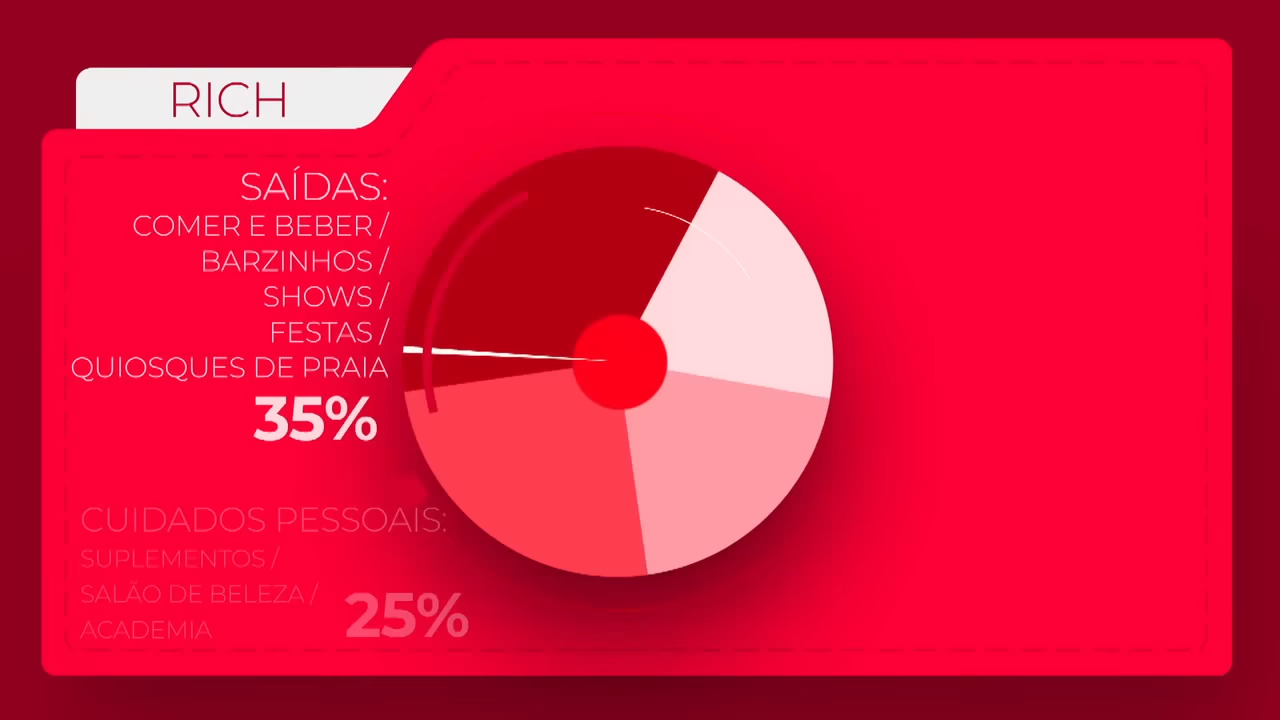 RICH
SAÍDAS:
COMER E BEBER /
BARZINHOS /
SHOWS /
FESTAS /
QUIOSQUES DE PRAIA
35%
CUIDADOS PESSOAIS:
SUPLEMENTOS /
SALÃO DE BELEZA /
ACADEMIA
25%